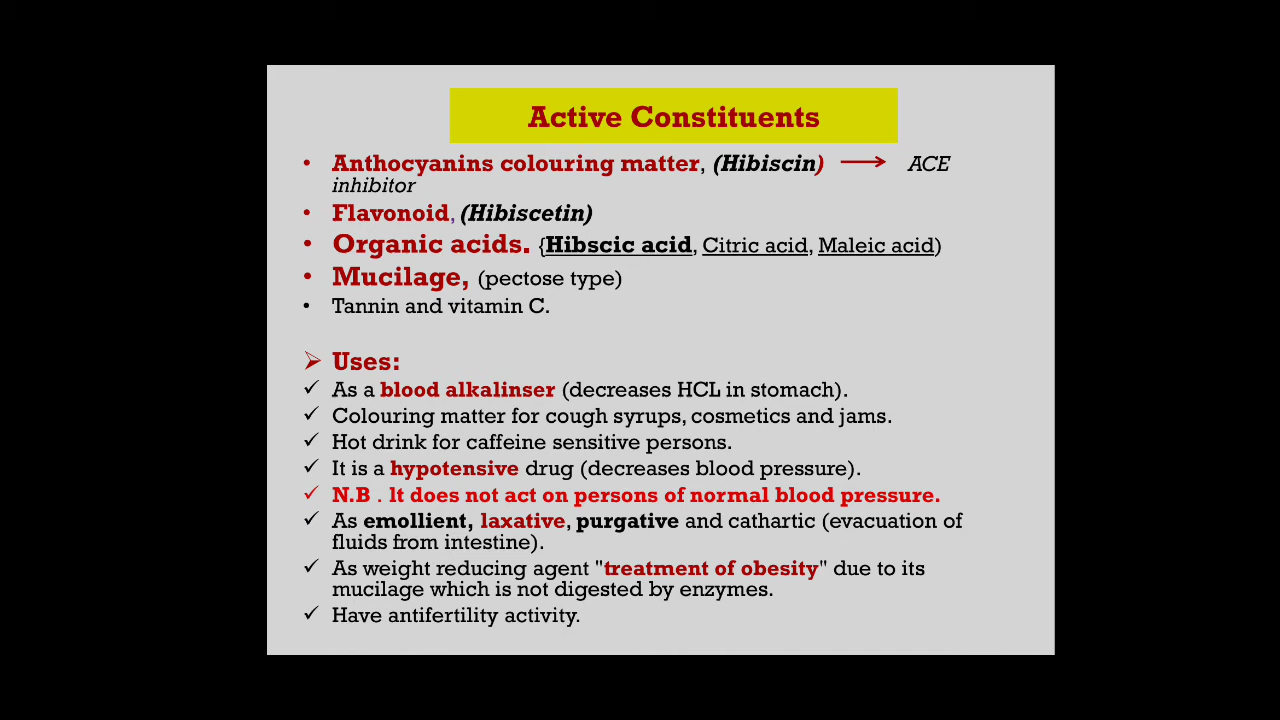 Active Constituents
• Anthocyanins colouring matter, (Hibiscin) → ACE
inhibitor
• Flavonoid, (Hibiscetin)
• Organic acids. {Hibscic acid, Citric acid, Maleic acid)
• Mucilage, (pectose type)
• Tannin and vitamin C.
➢ Uses:
✓ As a blood alkalinser (decreases HCL in stomach).
✓ Colouring matter for cough syrups, cosmetics and jams.
✓ Hot drink for caffeine sensitive persons.
✓ It is a hypotensive drug (decreases blood pressure).
✓ N.B . lt does not act on persons of normal blood pressure.
✓ As emollient, laxative, purgative and cathartic (evacuation of
fluids from intestine).
✓ As weight reducing agent "treatment of obesity" due to its
mucilage which is not digested by enzymes.
✓ Have antifertility activity.